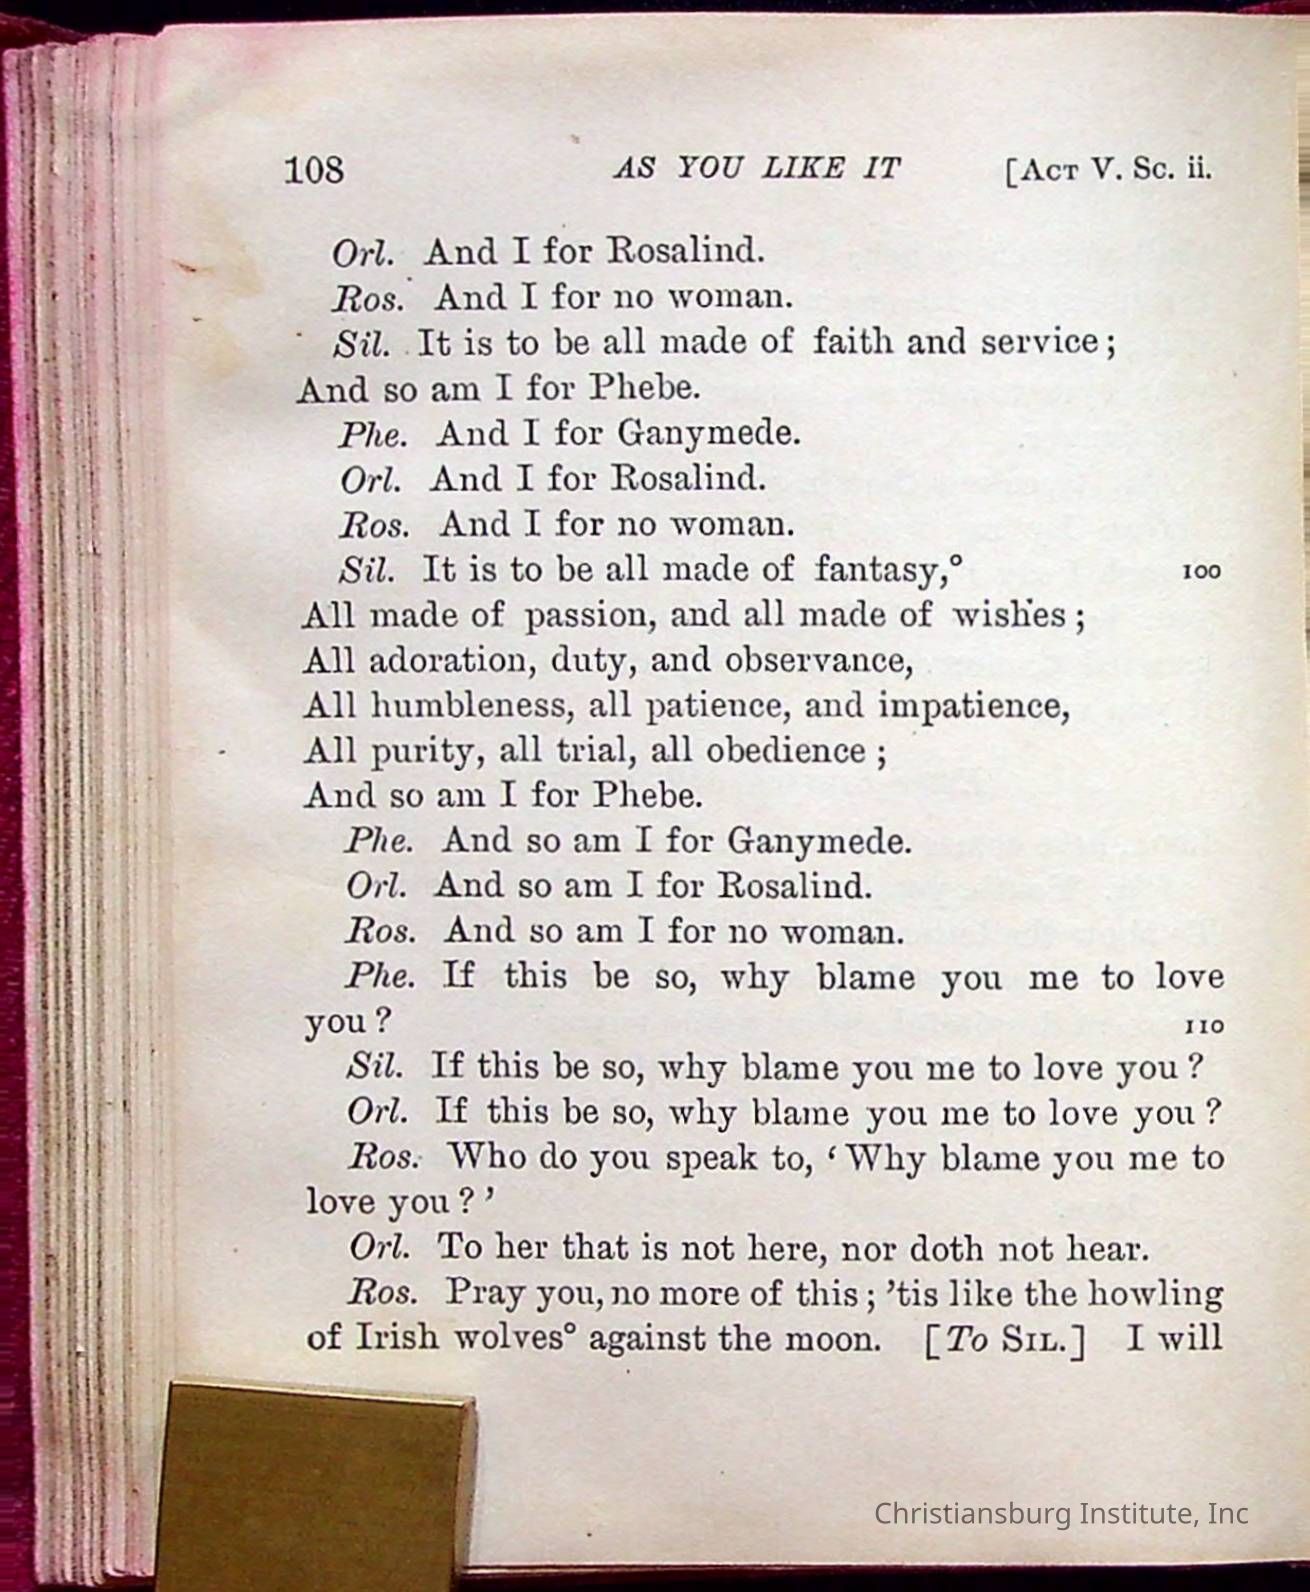 108 AS YOU LIKE IT [ACT V. Sc. ii.
Orl. And I for Rosalind.
Ros. And I for no woman.
Sil. It is to be all made of faith and service;
And so am I for Phebe.
Phe. And I for Ganymede.
Orl. And I for Rosalind.
Ros. And I for no woman.
Sil. It is to be all made of fantasy,° 100
All made of passion, and all made of wishes;
All adoration, duty, and observance,
All humbleness, all patience, and impatience,
All purity, all trial, all obedience;
And so am I for Phebe.
Phe. And so am I for Ganymede.
Orl. And so am I for Rosalind.
Ros. And so am I for no woman.
Phe. If this be so, why blame you me to love
you? 110
Sil. If this be so, why blame you me to love you?
Orl. If this be so, why blame you me to love you?
Ros. Who do you speak to, ‘Why blame you me to
love you?’
Orl. To her that is not here, nor doth not hear.
Ros. Pray you, no more of this; ’tis like the howling
of Irish wolves° against the moon. [To SIL.] I will
Christiansburg Institute, Inc